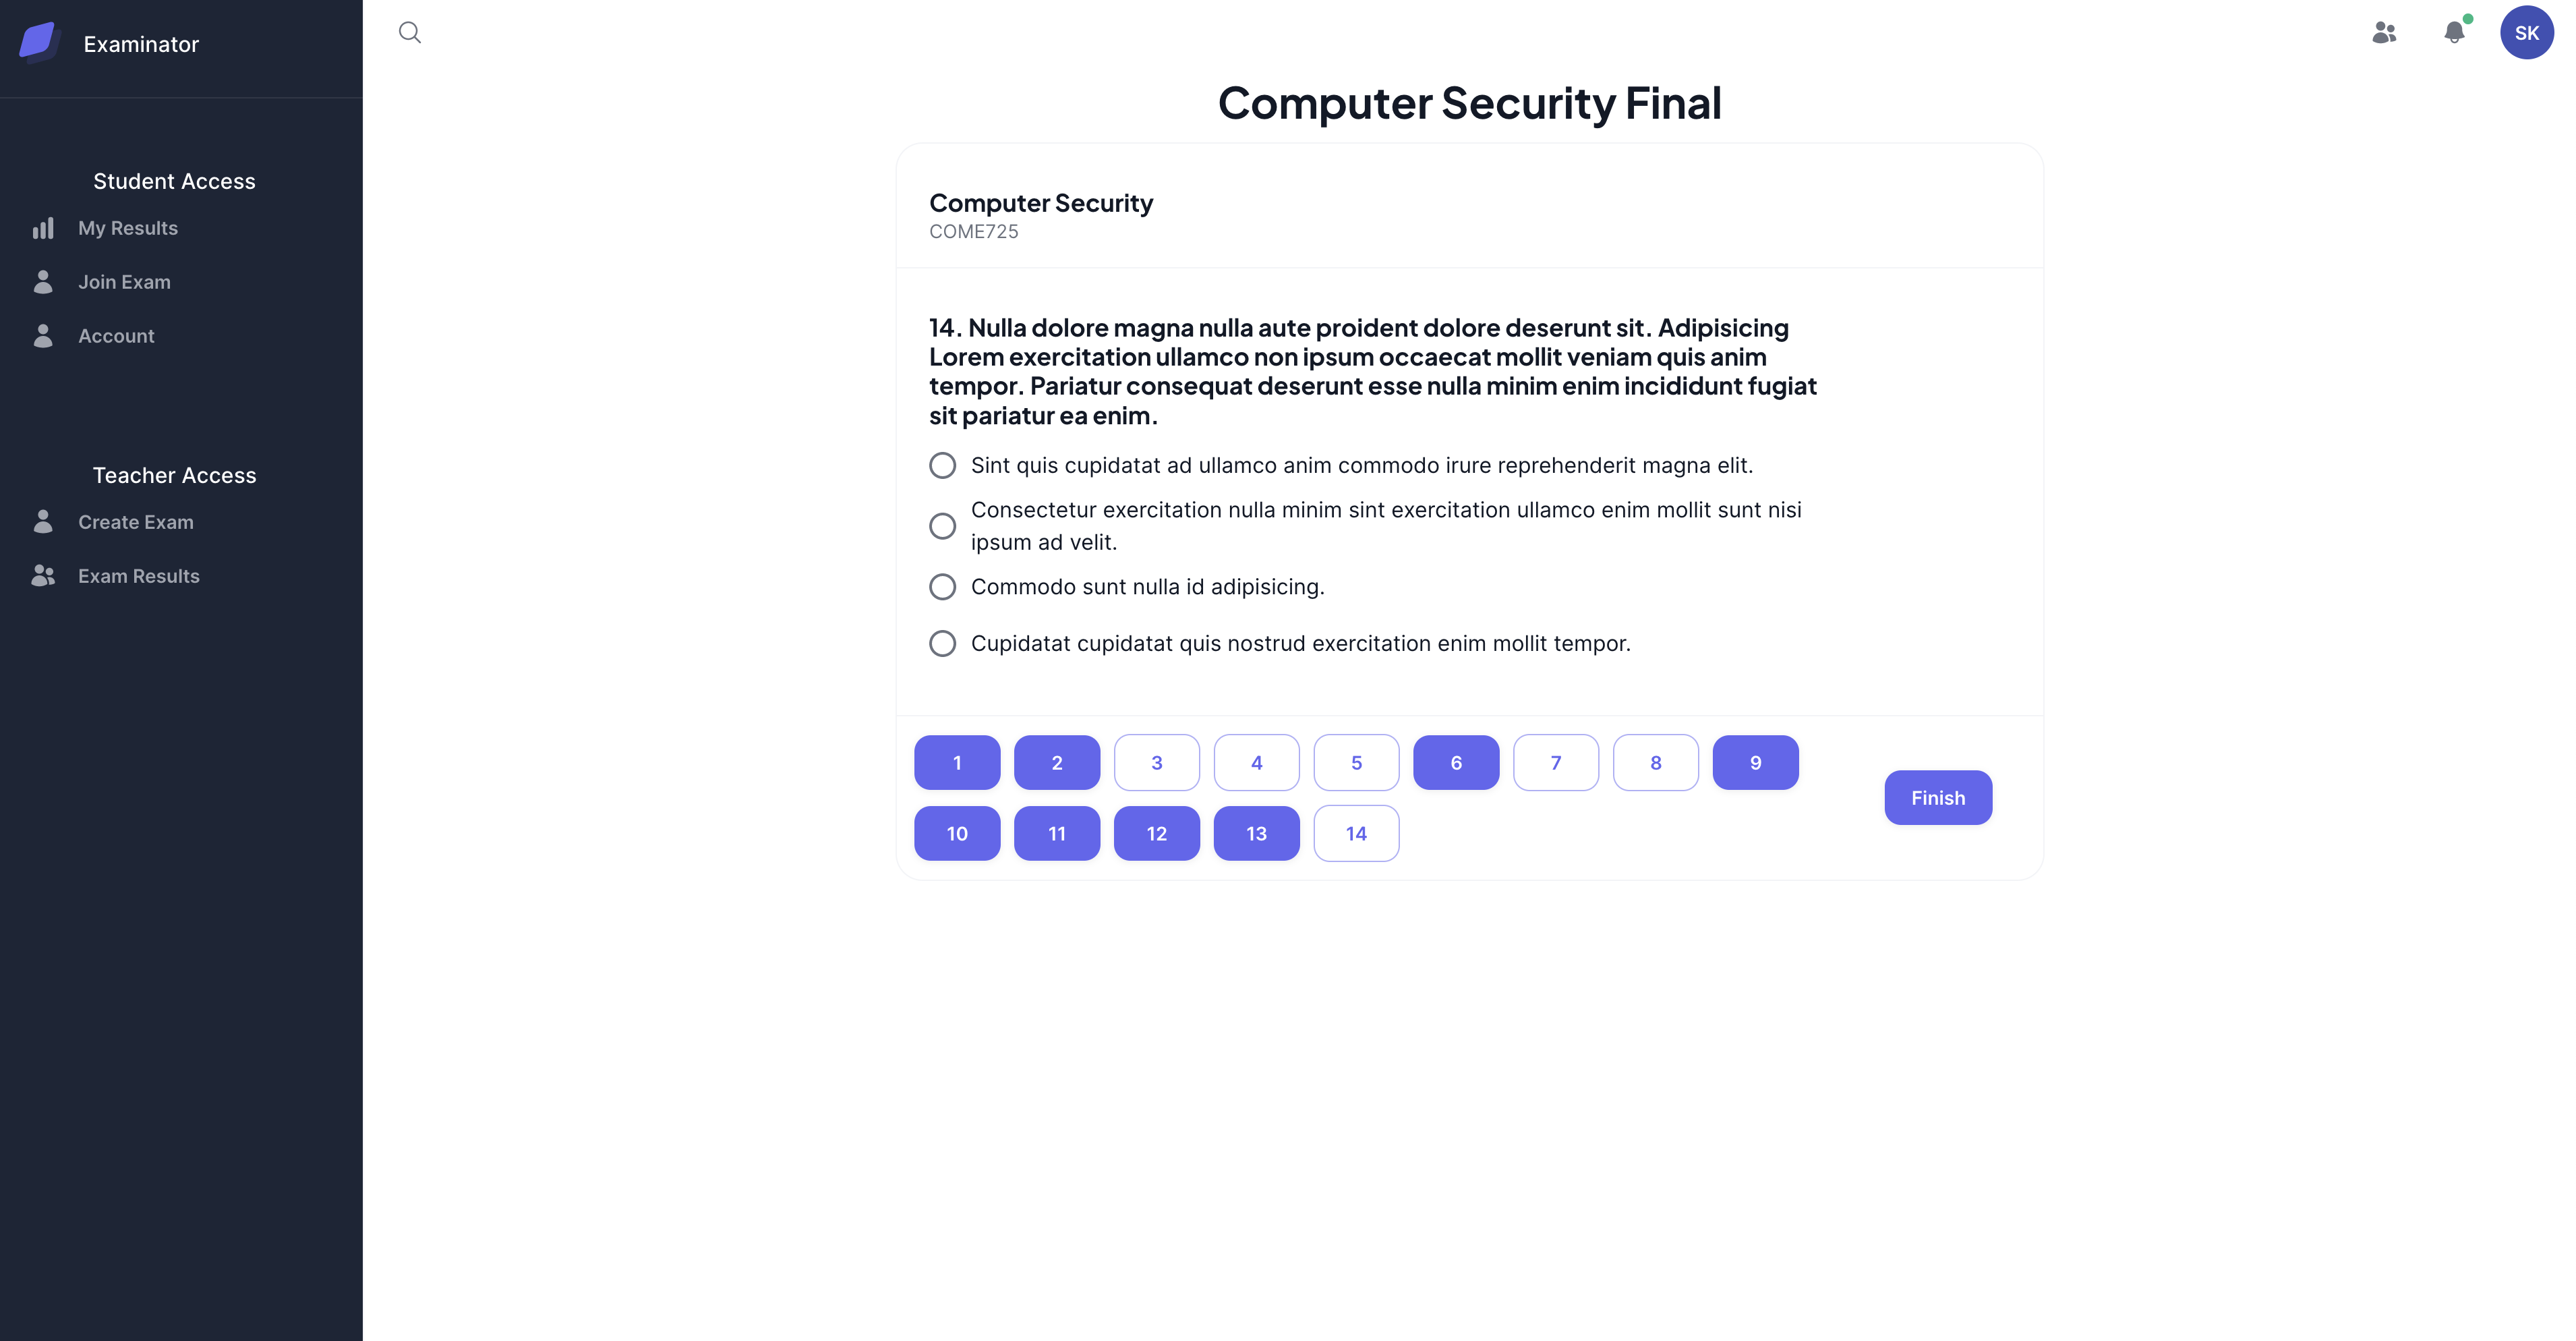 Examinator
Student Access
My Results
Join Exam
Account
Teacher Access
Create Exam
Exam Results
SK
Computer Security Final
Computer Security
COME725
14. Nulla dolore magna nulla aute proident dolore deserunt sit. Adipisicing
Lorem exercitation ullamco non ipsum occaecat mollit veniam quis anim
tempor. Pariatur consequat deserunt esse nulla minim enim incididunt fugiat
sit pariatur ea enim.
Sint quis cupidatat ad ullamco anim commodo irure reprehenderit magna elit.
Consectetur exercitation nulla minim sint exercitation ullamco enim mollit sunt nisi
ipsum ad velit.
Commodo sunt nulla id adipisicing.
Cupidatat cupidatat quis nostrud exercitation enim mollit tempor.
1 2 3 4 5 6 7 8 9
10 11 12 13 14
Finish